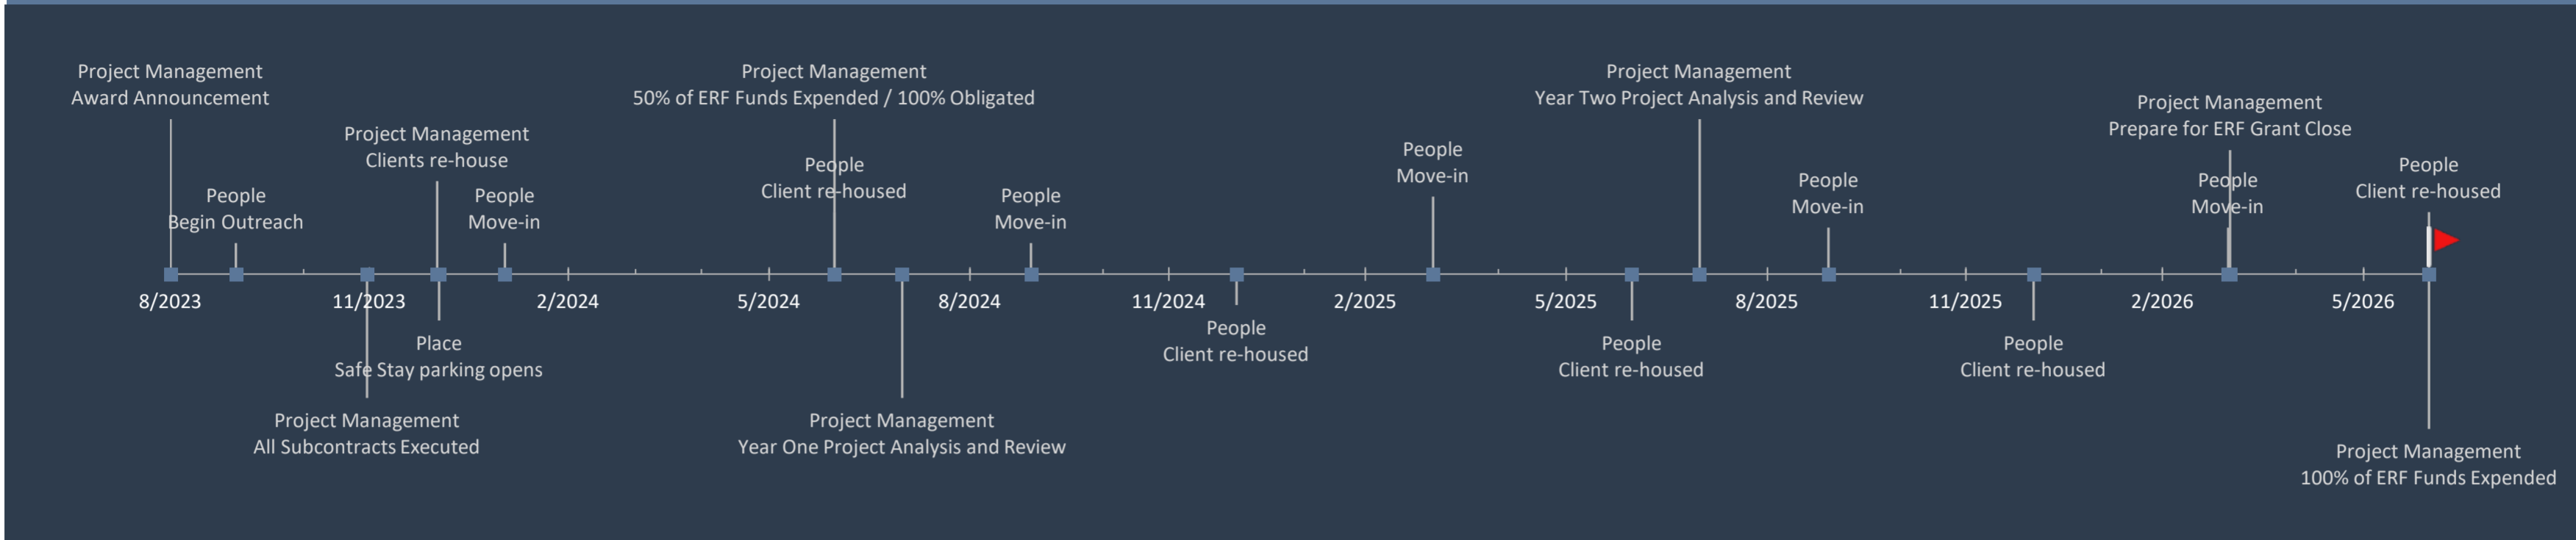 Project Management
Award Announcement
People
Begin Outreach
Project Management
Clients re-house
People
Move-in
Project Management
50% of ERF Funds Expended / 100% Obligated
People
Client re-housed
People
Move-in
People
Move-in
Project Management
Year Two Project Analysis and Review
People
Move-in
Project Management
Prepare for ERF Grant Close
People
Move-in
People
Client re-housed
8/2023
11/2023
2/2024
5/2024
8/2024
11/2024
2/2025
5/2025
8/2025
11/2025
2/2026
5/2026
Place
Safe Stay parking opens
Project Management
All Subcontracts Executed
Project Management
Year One Project Analysis and Review
People
Client re-housed
People
Client re-housed
People
Client re-housed
Project Management
100% of ERF Funds Expended